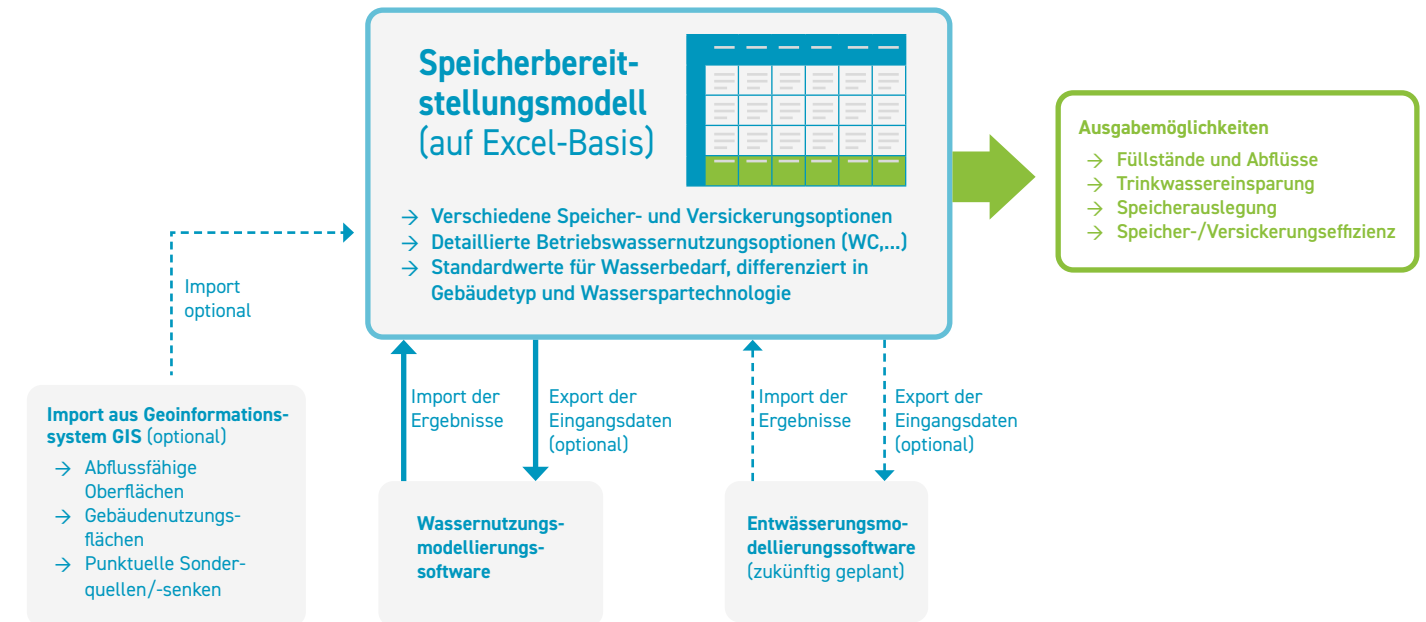 Speicherbereit-
stellungsmodell
(auf Excel-Basis)
→ Verschiedene Speicher- und Versickerungsoptionen
→ Detaillierte Betriebswassernutzungsoptionen (WC,...)
→ Standardwerte für Wasserbedarf, differenziert in
Gebäudetyp und Wasserspartechnologie
Ausgabemöglichkeiten
→ Füllstände und Abflüsse
→ Trinkwassereinsparung
→ Speicherauslegung
→ Speicher-/Versickerungseffizienz
Import
optional
Import aus Geoinformations-
system GIS (optional)
→ Abflussfähige
Oberflächen
→ Gebäudenutzungs-
flächen
→ Punktuelle Sonder-
quellen/-senken
Import der
Ergebnisse
Export der
Eingangsdaten
(optional)
Wassernutzungs-
modellierungs-
software
Import der
Ergebnisse
Export der
Eingangsdaten
(optional)
Entwässerungsmo-
dellierungssoftware
(zukünftig geplant)